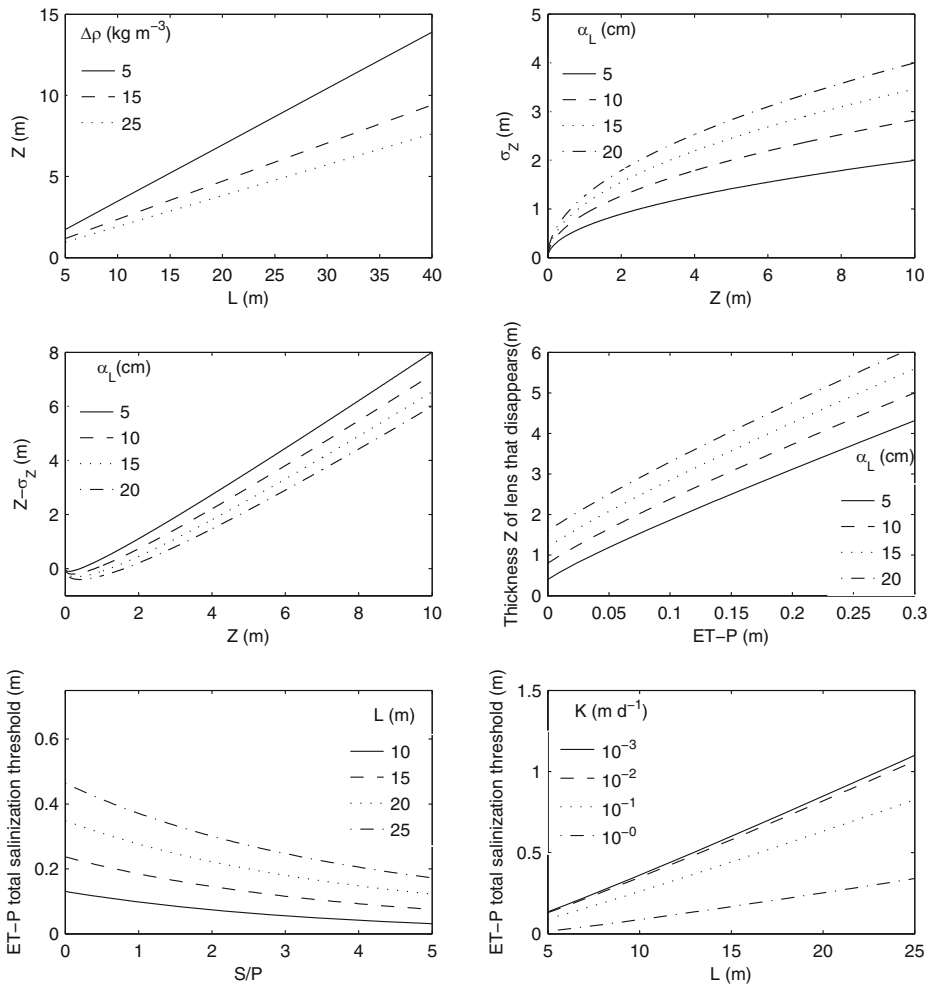 15
10
5
0
Z (m)
Δρ (kg m⁻³)
5
15
25
5 10 15 20 25 30 35 40
L (m)
5
4
3
2
1
0
σ_Z (m)
α_L (cm)
5
10
15
20
0 2 4 6 8 10
Z (m)
8
6
4
2
0
Z−σ_Z (m)
α_L (cm)
5
10
15
20
0 2 4 6 8 10
Z (m)
6
5
4
3
2
1
0
Thickness Z of lens that disappears(m)
α_L (cm)
5
10
15
20
0 0.05 0.1 0.15 0.2 0.25 0.3
ET−P (m)
0.6
0.4
0.2
0
ET−P total salinization threshold (m)
L (m)
10
15
20
25
0 1 2 3 4 5
S/P
1.5
1
0.5
0
ET−P total salinization threshold (m)
K (m d⁻¹)
10⁻³
10⁻²
10⁻¹
10⁻⁰
5 10 15 20 25
L (m)